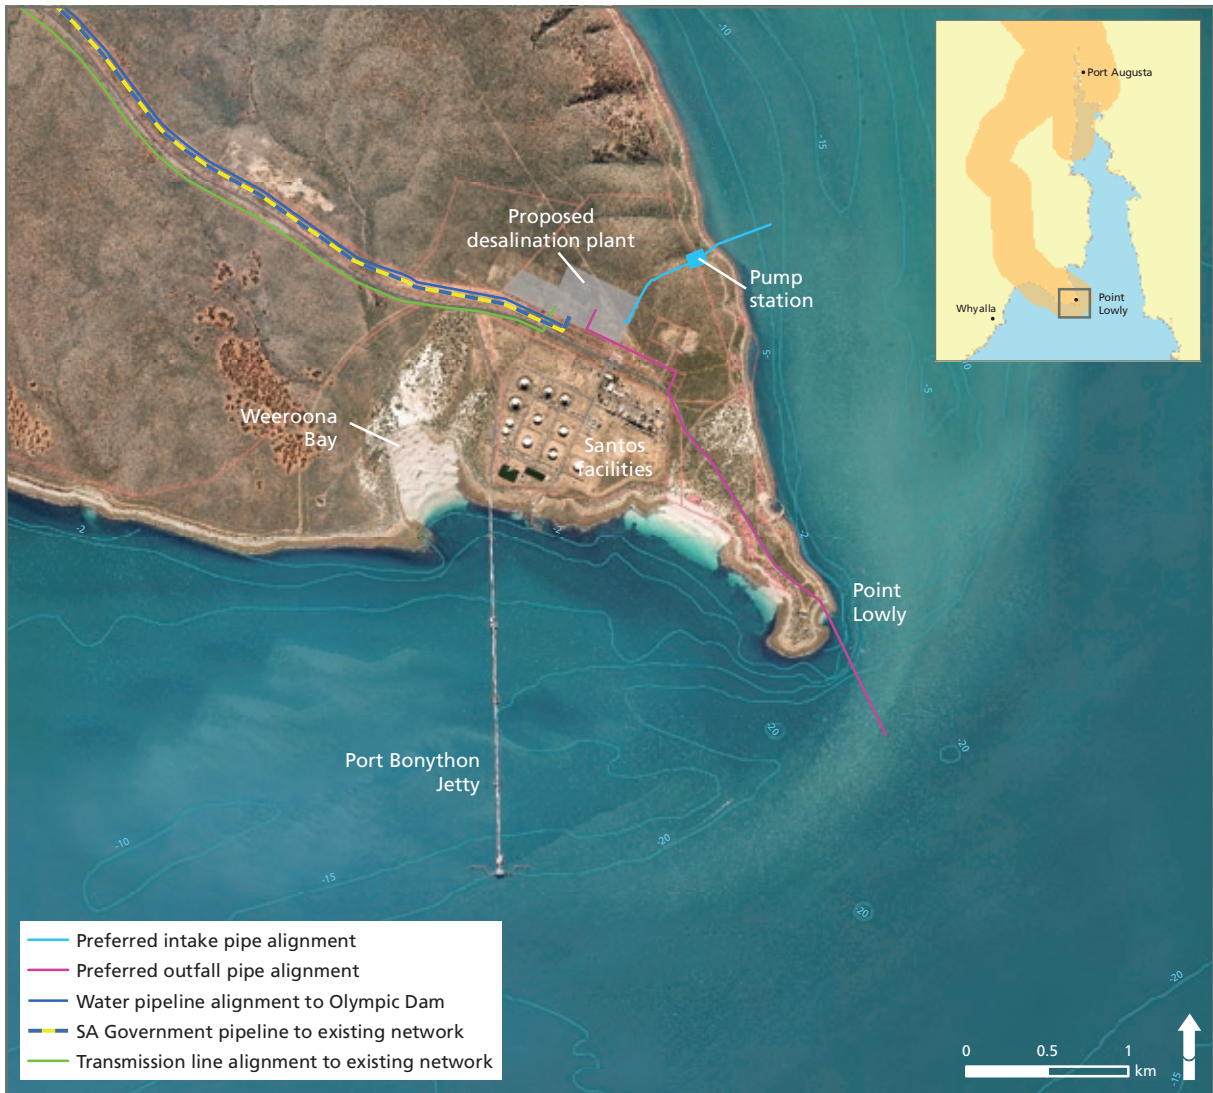 -10
-15
Port Augusta
Whyalla
Point
Lowly
Proposed
desalination plant
Pump
station
-5
-5
-10
Weeroona
Bay
Santos
facilities
-2
-2
-2
Point
Lowly
-20
-20
Port Bonython
Jetty
-10
-15
-20
-20
-20
-15
Preferred intake pipe alignment
Preferred outfall pipe alignment
Water pipeline alignment to Olympic Dam
SA Government pipeline to existing network
Transmission line alignment to existing network
0 0.5 1
km